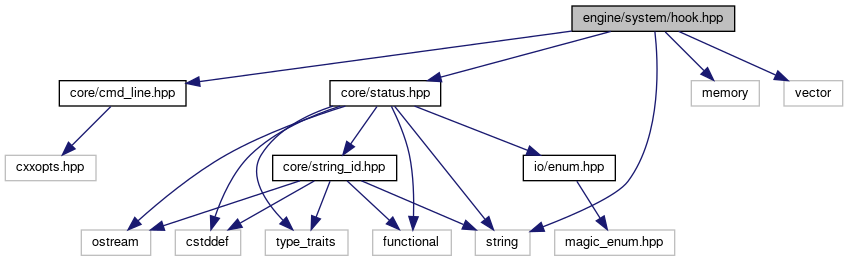 engine/system/hook.hpp
core/cmd_line.hpp
core/status.hpp
memory
vector
cxxopts.hpp
core/string_id.hpp
io/enum.hpp
ostream
cstddef
type_traits
functional
string
magic_enum.hpp